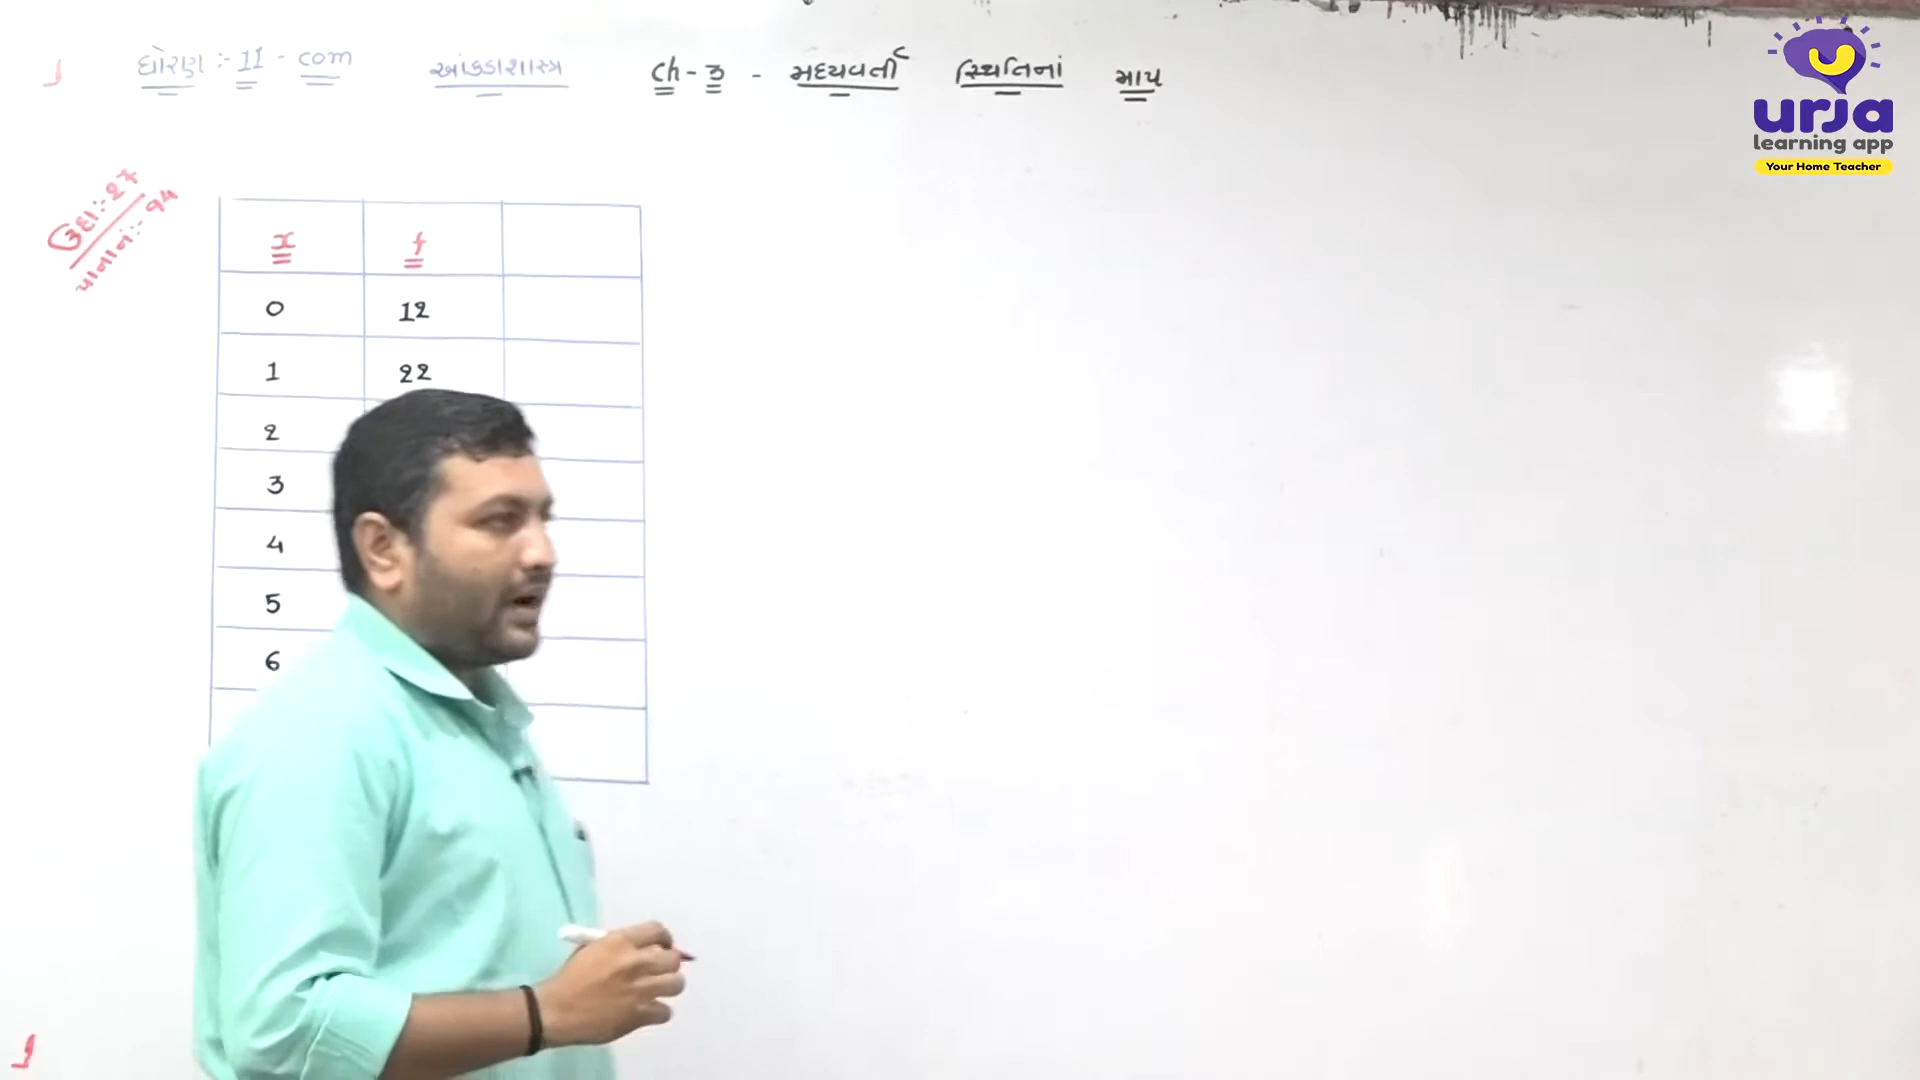 ધોરણ :- 11 - com આંકડાશાસ્ત્ર Ch - 3 - મધ્યવર્તી સ્થિતિનાં માપ
ઉદા :- 27
પાનાનં :- 94
x f
0 12
1 22
2
3
4
5
6
urja
learning app
Your Home Teacher